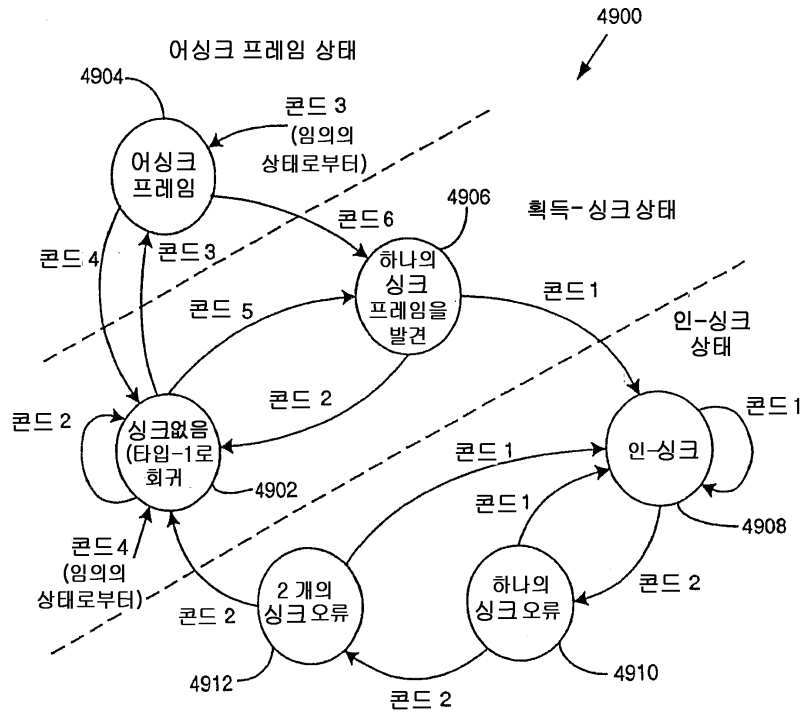 4900
어싱크 프레임 상태
4904
콘드 3
(임의의
상태로부터)
어싱크
프레임
4906
획득-싱크상태
콘드6
콘드 4
콘드3
하나의
싱크
프레임을
발견
콘드 5
콘드1
인-싱크
상태
콘드 2
콘드 2
싱크없음
(타입-1로
회귀
콘드1
콘드1
인-싱크
4902
콘드1
4908
콘드4
(임의의
상태로부터)
콘드 2
2 개의
싱크오류
하나의
싱크오류
콘드 2
4912
4910
콘드 2